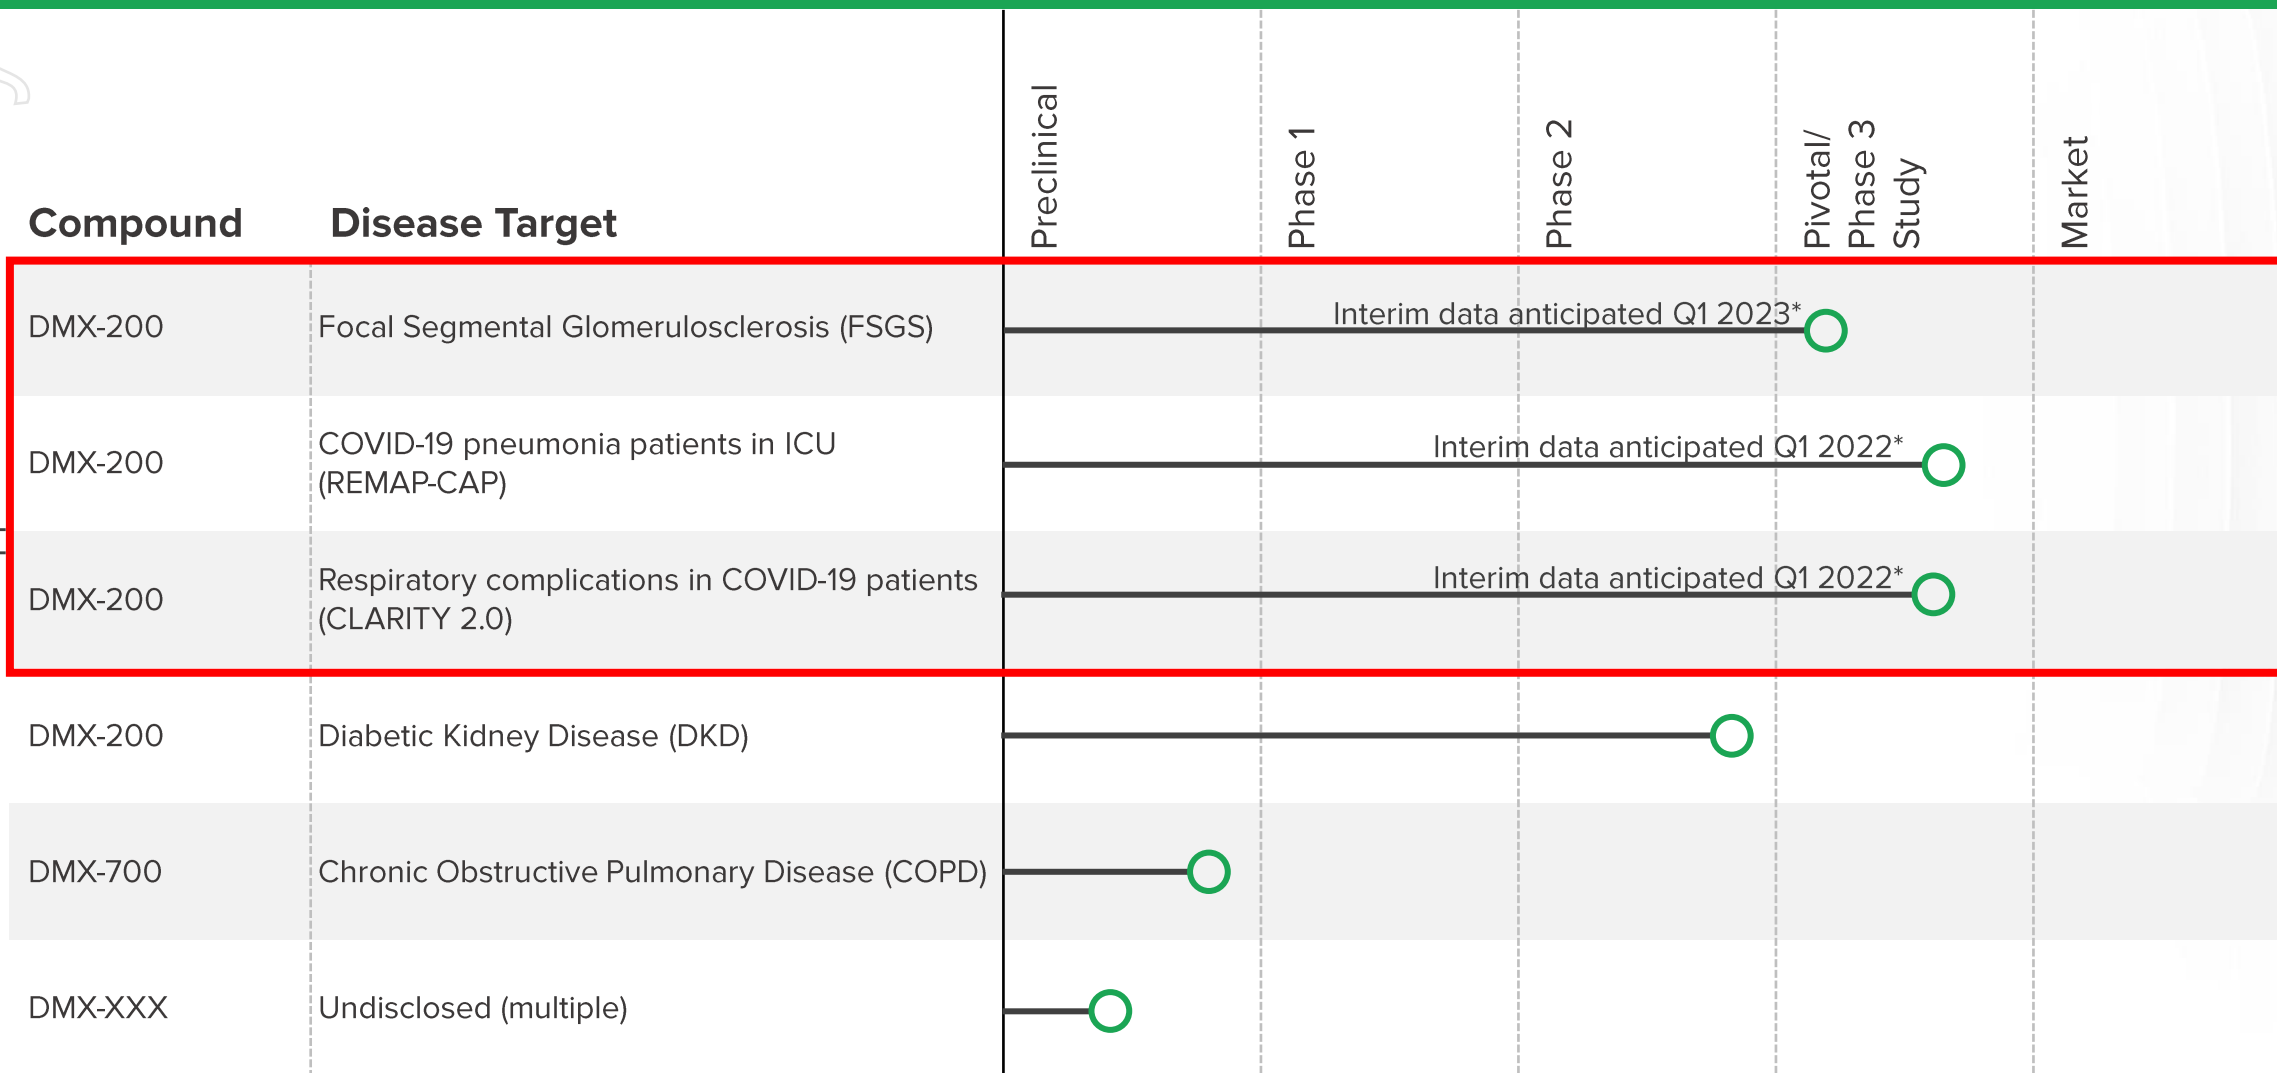 Preclinical
Phase 1
Phase 2
Pivotal/
Phase 3
Study
Market
Compound
Disease Target
DMX-200
Focal Segmental Glomerulosclerosis (FSGS)
Interim data anticipated Q1 2023*
DMX-200
COVID-19 pneumonia patients in ICU
(REMAP-CAP)
Interim data anticipated Q1 2022*
DMX-200
Respiratory complications in COVID-19 patients
(CLARITY 2.0)
Interim data anticipated Q1 2022*
DMX-200
Diabetic Kidney Disease (DKD)
DMX-700
Chronic Obstructive Pulmonary Disease (COPD)
DMX-XXX
Undisclosed (multiple)